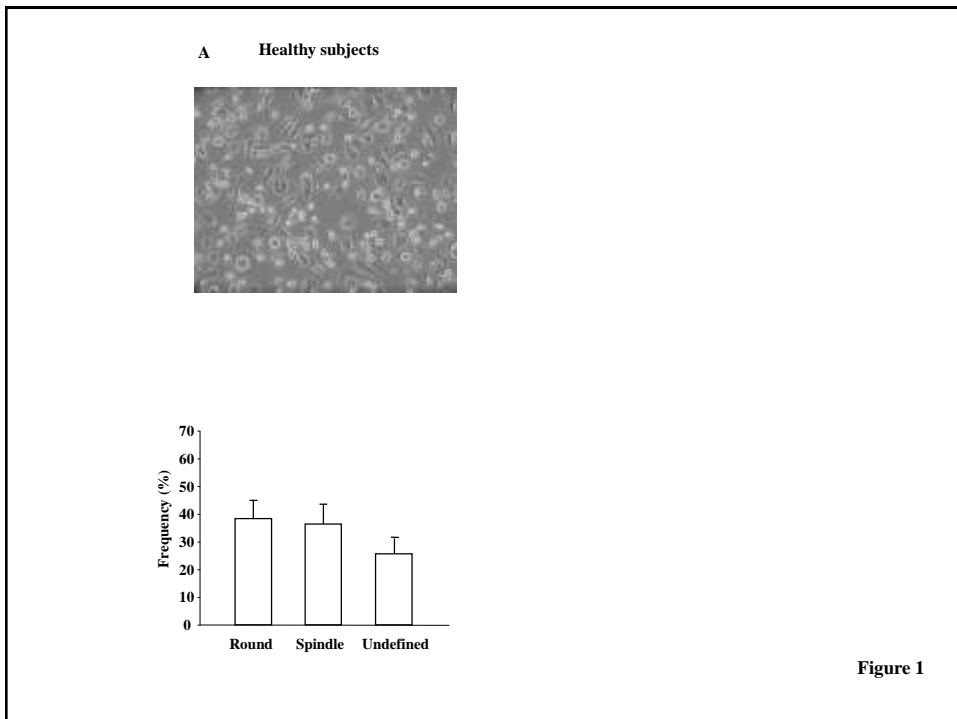 A Healthy subjects
70
60
50
40
30
20
10
0
Frequency (%)
Round Spindle Undefined
Figure 1